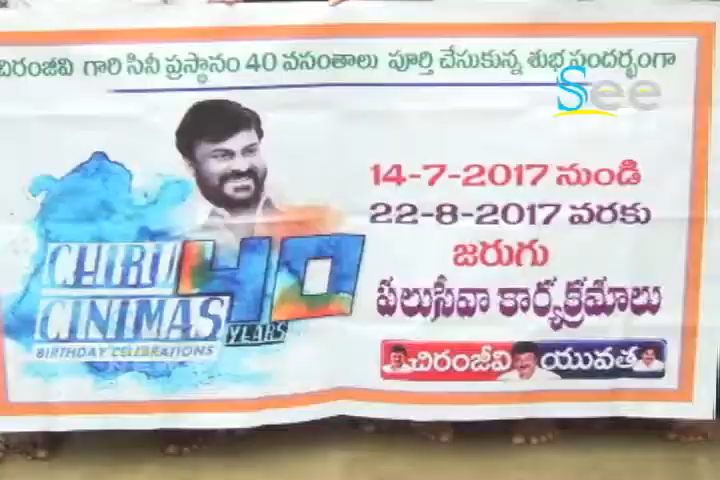 చిరంజీవి గారి సినీ ప్రస్థానం 40 వసంతాలు పూర్తి చేసుకున్న శుభ సందర్భంగా
See
14-7-2017 నుండి
22-8-2017 వరకు
జరుగు
పలుసేవా కార్యక్రమాలు
చిరంజీవి యువత
CHIRU 40
CINIMAS YEARS
BIRTHDAY CELEBRATIONS